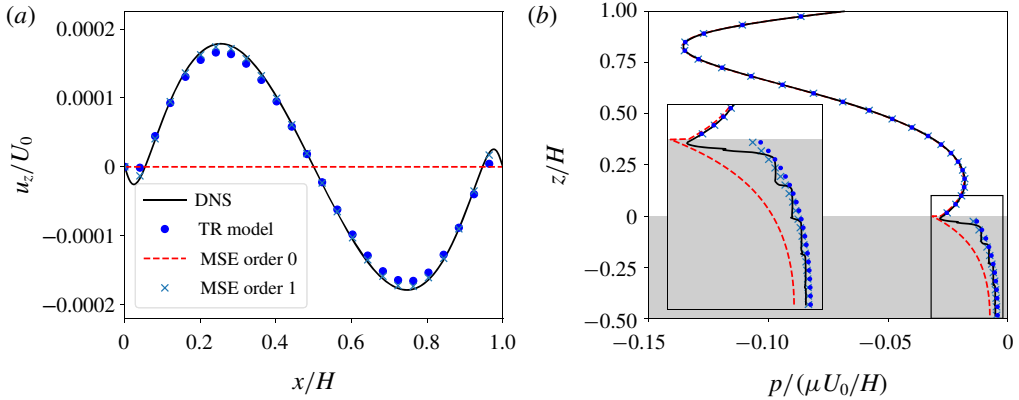 (a)
0.0002
0.0001
0
−0.0001
−0.0002
u_z/U_0
DNS
TR model
MSE order 0
MSE order 1
0
0.2
0.4
0.6
0.8
1.0
x/H
(b)
1.00
0.75
0.50
0.25
0
−0.25
−0.50
z/H
−0.15
−0.10
−0.05
0
p/(μU_0/H)